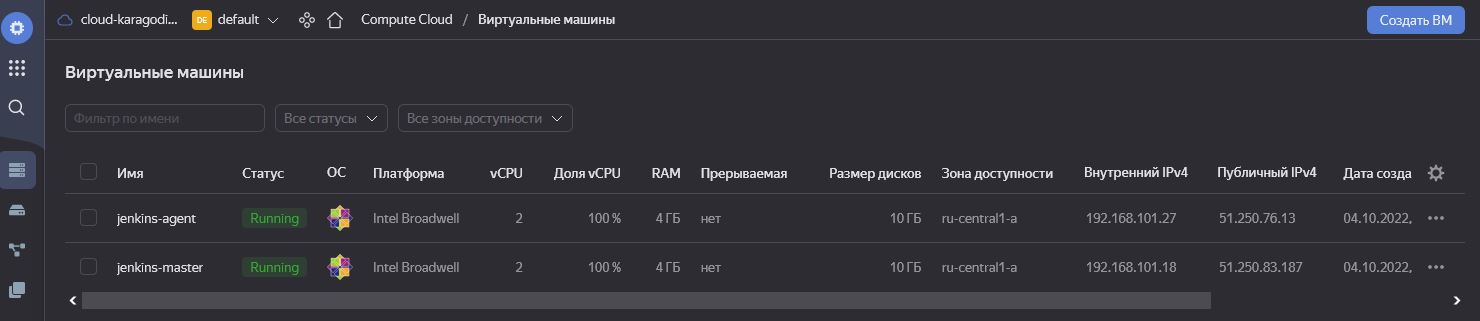 cloud-karagodi... DE default Compute Cloud / Виртуальные машины Создать ВМ
Виртуальные машины
Фильтр по имени Все статусы Все зоны доступности
Имя Статус ОС Платформа vCPU Доля vCPU RAM Прерываемая Размер дисков Зона доступности Внутренний IPv4 Публичный IPv4 Дата созда
jenkins-agent Running Intel Broadwell 2 100 % 4 ГБ нет 10 ГБ ru-central1-a 192.168.101.27 51.250.76.13 04.10.2022,
jenkins-master Running Intel Broadwell 2 100 % 4 ГБ нет 10 ГБ ru-central1-a 192.168.101.18 51.250.83.187 04.10.2022,